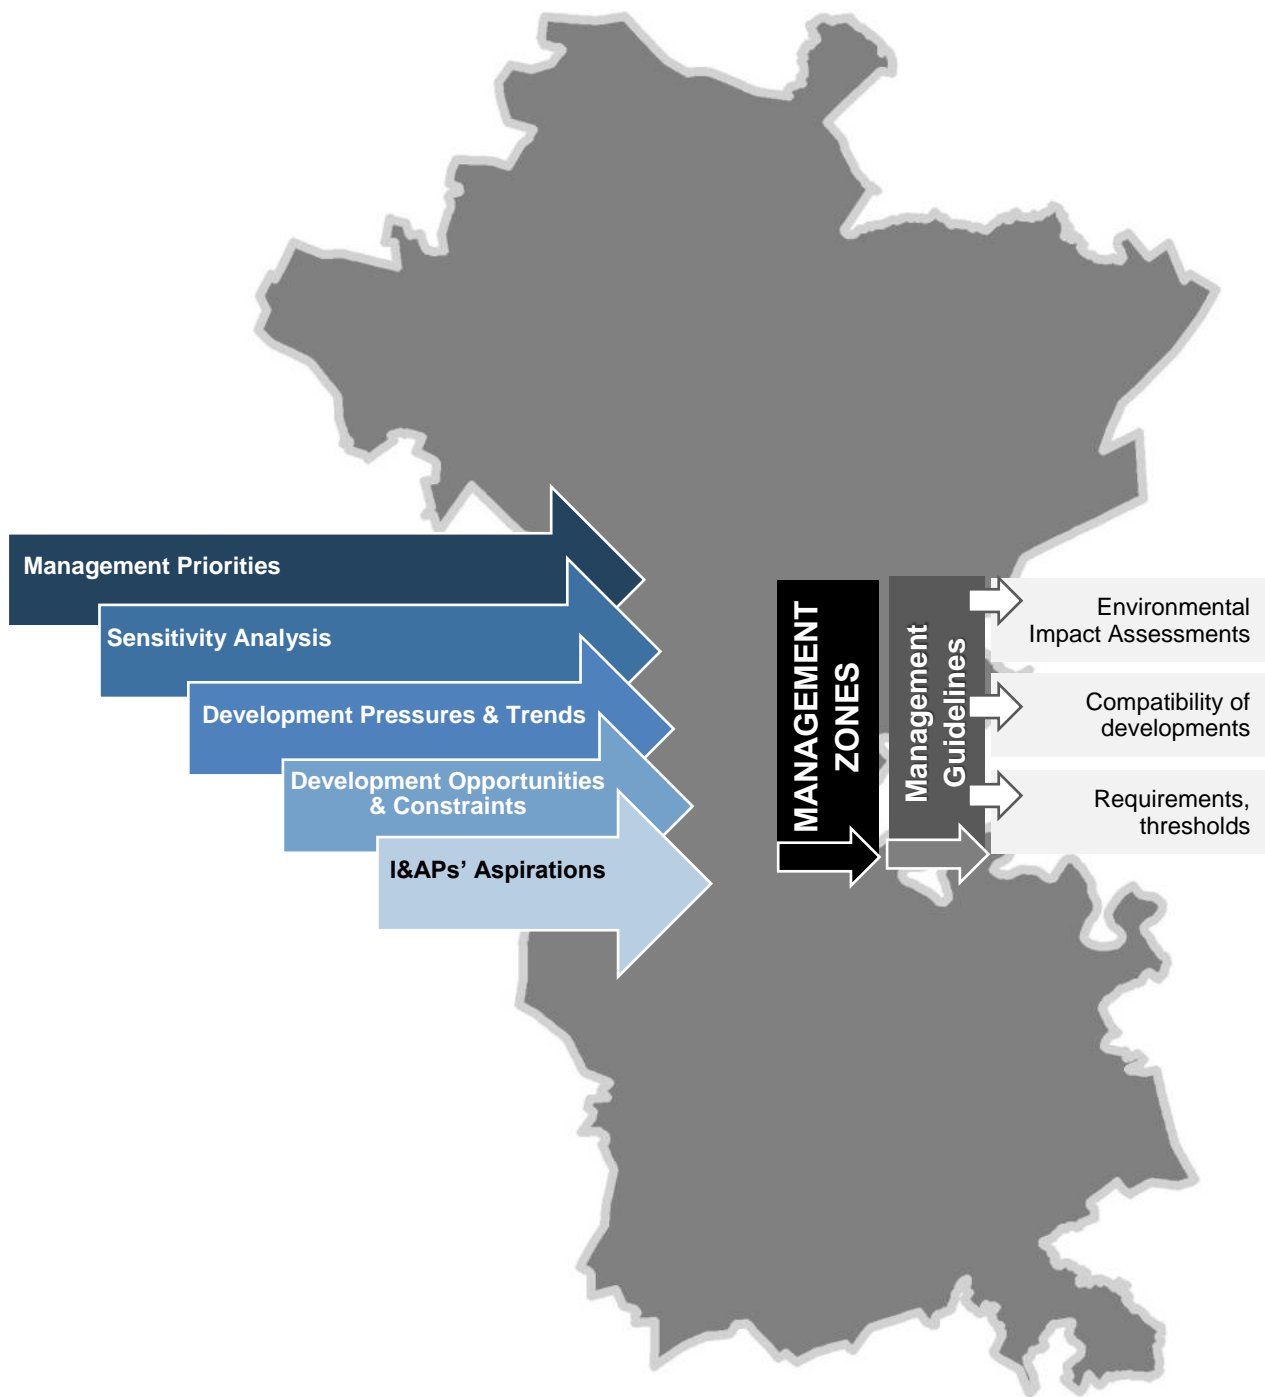 Management Priorities
Sensitivity Analysis
Development Pressures & Trends
Development Opportunities
& Constraints
I&APs’ Aspirations
MANAGEMENT
ZONES
Management
Guidelines
Environmental
Impact Assessments
Compatibility of
developments
Requirements,
thresholds